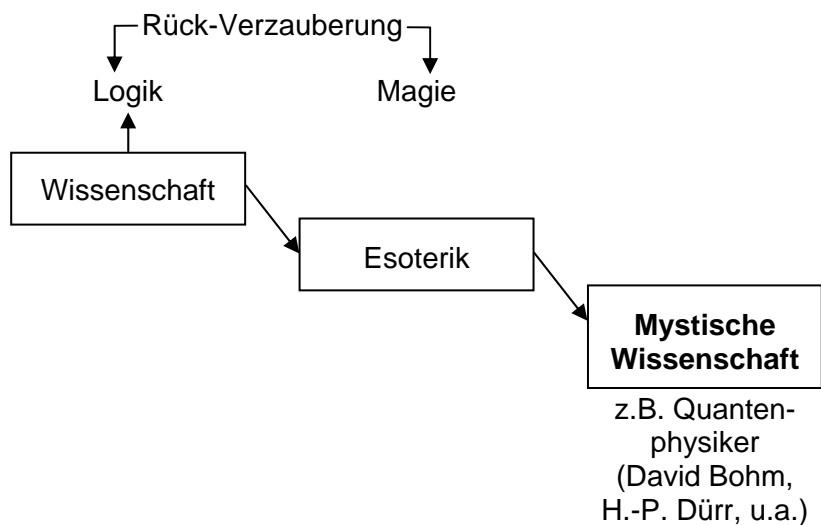 Rück-Verzauberung
Logik Magie
Wissenschaft
Esoterik
Mystische
Wissenschaft
z.B. Quanten-
physiker
(David Bohm,
H.-P. Dürr, u.a.)